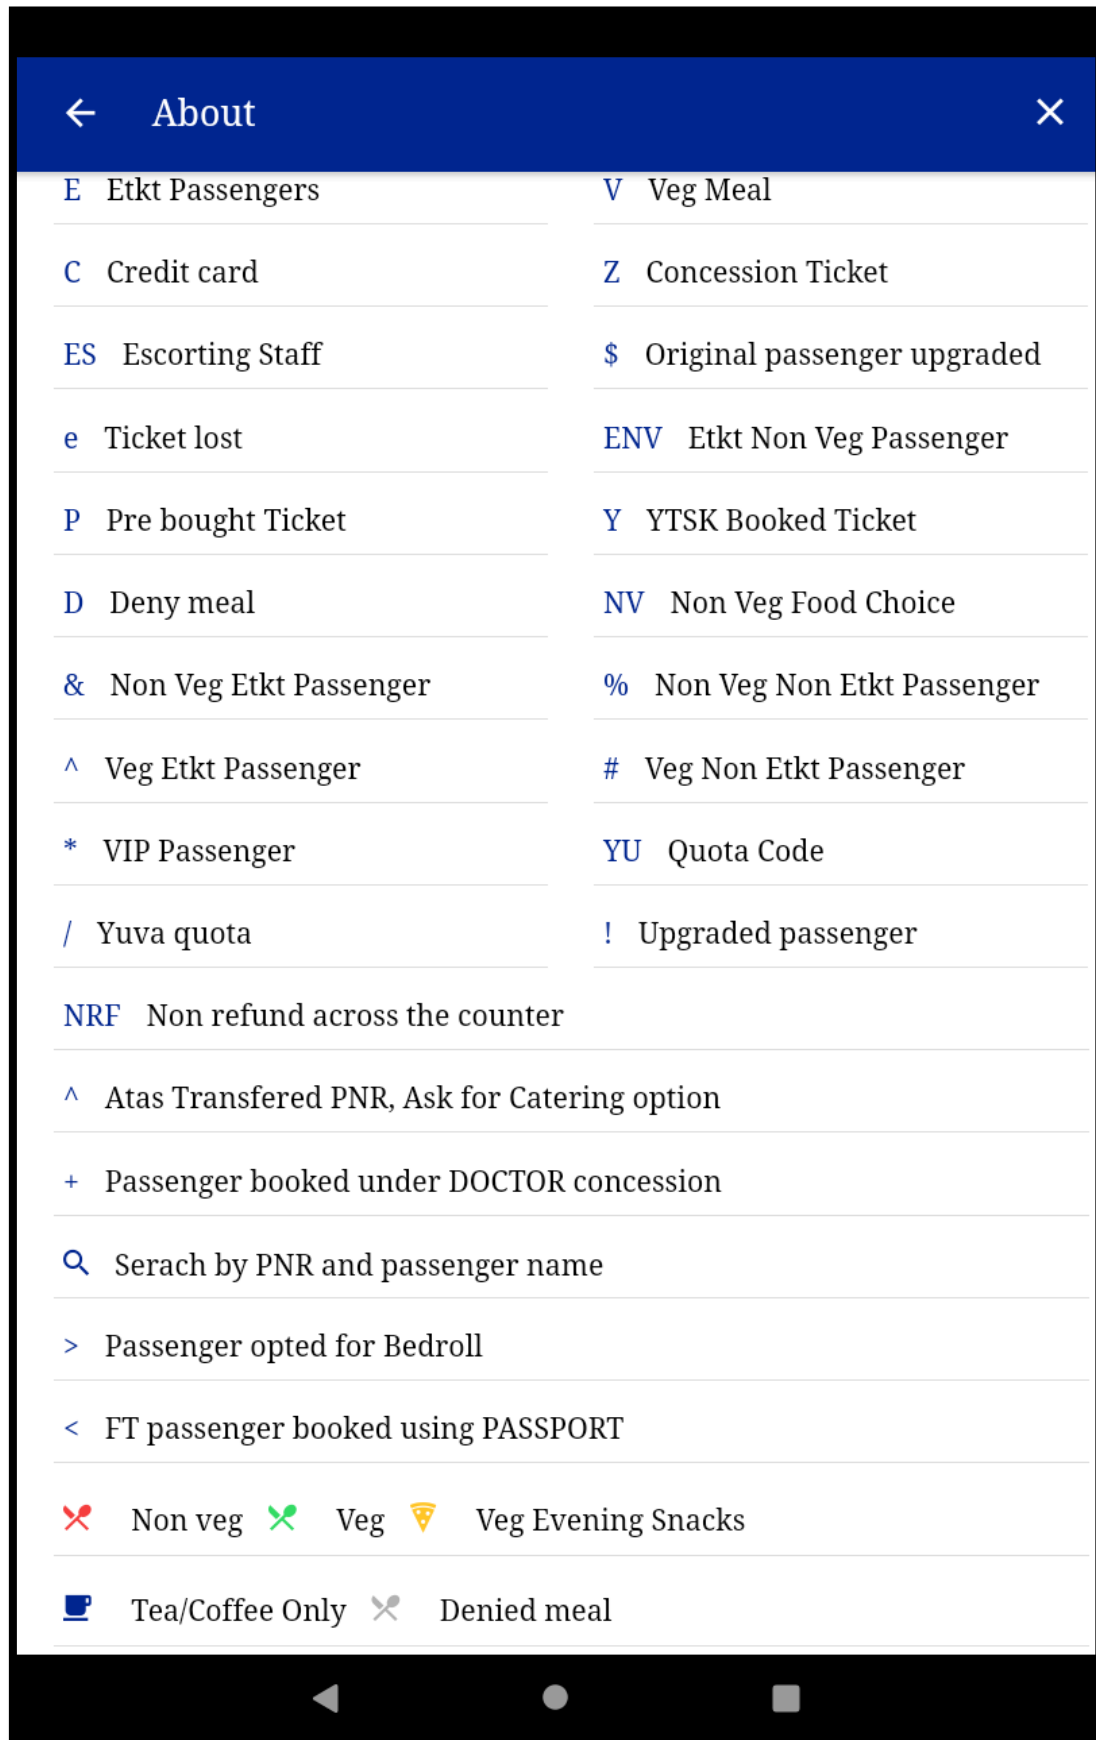 About
E Etkt Passengers V Veg Meal
C Credit card Z Concession Ticket
ES Escorting Staff $ Original passenger upgraded
e Ticket lost ENV Etkt Non Veg Passenger
P Pre bought Ticket Y YTSK Booked Ticket
D Deny meal NV Non Veg Food Choice
& Non Veg Etkt Passenger % Non Veg Non Etkt Passenger
^ Veg Etkt Passenger # Veg Non Etkt Passenger
* VIP Passenger YU Quota Code
/ Yuva quota ! Upgraded passenger
NRF Non refund across the counter
^ Atas Transfered PNR, Ask for Catering option
+ Passenger booked under DOCTOR concession
Serach by PNR and passenger name
> Passenger opted for Bedroll
< FT passenger booked using PASSPORT
Non veg Veg Veg Evening Snacks
Tea/Coffee Only Denied meal